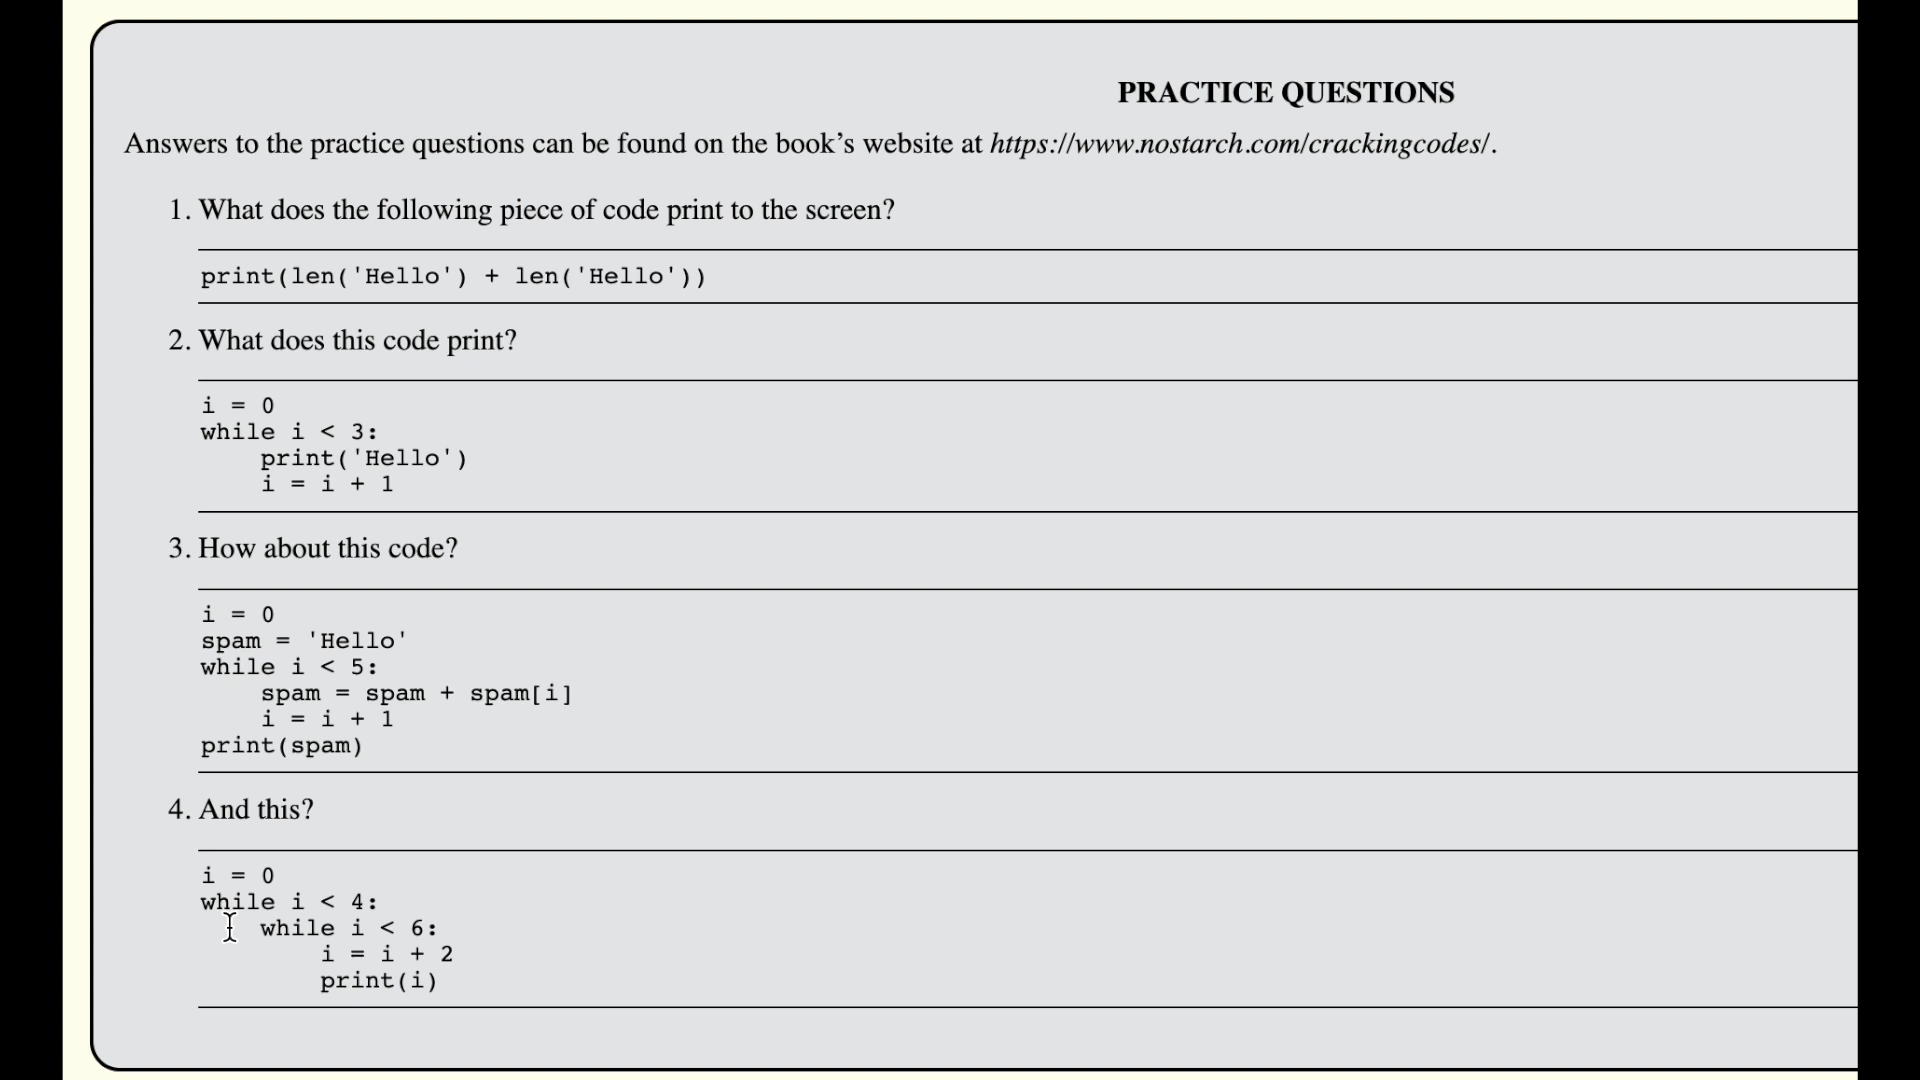 PRACTICE QUESTIONS
Answers to the practice questions can be found on the book’s website at https://www.nostarch.com/crackingcodes/.
1. What does the following piece of code print to the screen?
print(len('Hello') + len('Hello'))
2. What does this code print?
i = 0
while i < 3:
    print('Hello')
    i = i + 1
3. How about this code?
i = 0
spam = 'Hello'
while i < 5:
    spam = spam + spam[i]
    i = i + 1
print(spam)
4. And this?
i = 0
while i < 4:
    while i < 6:
        i = i + 2
        print(i)